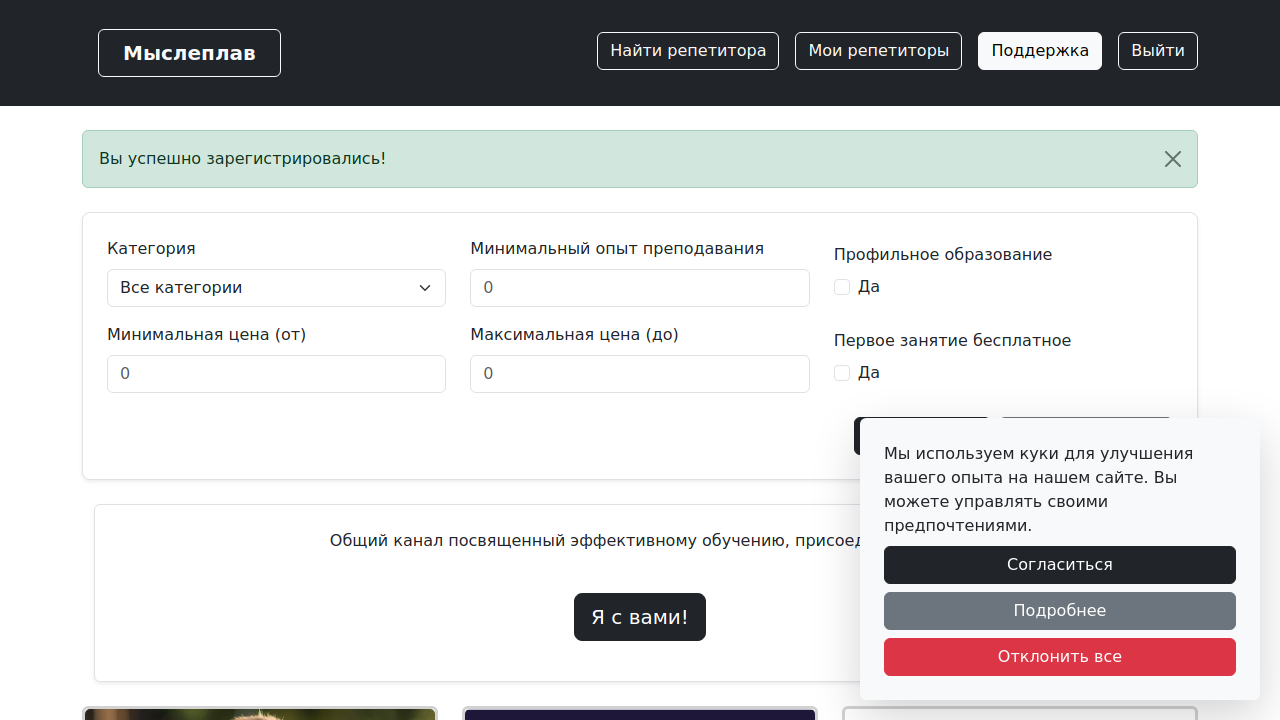 Мыслеплав
Найти репетитора
Мои репетиторы
Поддержка
Выйти
Вы успешно зарегистрировались!
Категория
Минимальный опыт преподавания
Профильное образование
Все категории
0
Да
Минимальная цена (от)
Максимальная цена (до)
Первое занятие бесплатное
0
0
Да
Мы используем куки для улучшения
вашего опыта на нашем сайте. Вы
можете управлять своими
предпочтениями.
Согласиться
Подробнее
Отклонить все
Общий канал посвященный эффективному обучению,
Я с вами!